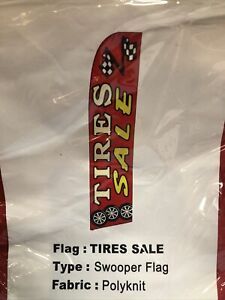 TIRES
SALE
Flag : TIRES SALE
Type : Swooper Flag
Fabric : Polyknit